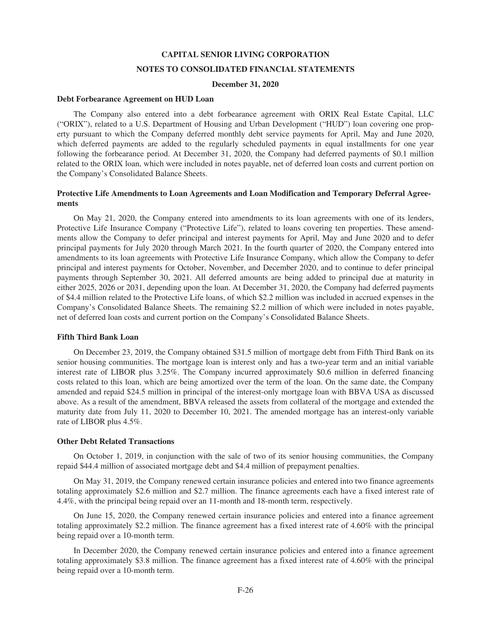 CAPITAL SENIOR LIVING CORPORATION
NOTES TO CONSOLIDATED FINANCIAL STATEMENTS
December 31, 2020
Debt Forbearance Agreement on HUD Loan
The Company also entered into a debt forbearance agreement with ORIX Real Estate Capital, LLC
(“ORIX”), related to a U.S. Department of Housing and Urban Development (“HUD”) loan covering one prop-
erty pursuant to which the Company deferred monthly debt service payments for April, May and June 2020,
which deferred payments are added to the regularly scheduled payments in equal installments for one year
following the forbearance period. At December 31, 2020, the Company had deferred payments of $0.1 million
related to the ORIX loan, which were included in notes payable, net of deferred loan costs and current portion on
the Company’s Consolidated Balance Sheets.
Protective Life Amendments to Loan Agreements and Loan Modification and Temporary Deferral Agree-
ments
On May 21, 2020, the Company entered into amendments to its loan agreements with one of its lenders,
Protective Life Insurance Company (“Protective Life”), related to loans covering ten properties. These amend-
ments allow the Company to defer principal and interest payments for April, May and June 2020 and to defer
principal payments for July 2020 through March 2021. In the fourth quarter of 2020, the Company entered into
amendments to its loan agreements with Protective Life Insurance Company, which allow the Company to defer
principal and interest payments for October, November, and December 2020, and to continue to defer principal
payments through September 30, 2021. All deferred amounts are being added to principal due at maturity in
either 2025, 2026 or 2031, depending upon the loan. At December 31, 2020, the Company had deferred payments
of $4.4 million related to the Protective Life loans, of which $2.2 million was included in accrued expenses in the
Company’s Consolidated Balance Sheets. The remaining $2.2 million of which were included in notes payable,
net of deferred loan costs and current portion on the Company’s Consolidated Balance Sheets.
Fifth Third Bank Loan
On December 23, 2019, the Company obtained $31.5 million of mortgage debt from Fifth Third Bank on its
senior housing communities. The mortgage loan is interest only and has a two-year term and an initial variable
interest rate of LIBOR plus 3.25%. The Company incurred approximately $0.6 million in deferred financing
costs related to this loan, which are being amortized over the term of the loan. On the same date, the Company
amended and repaid $24.5 million in principal of the interest-only mortgage loan with BBVA USA as discussed
above. As a result of the amendment, BBVA released the assets from collateral of the mortgage and extended the
maturity date from July 11, 2020 to December 10, 2021. The amended mortgage has an interest-only variable
rate of LIBOR plus 4.5%.
Other Debt Related Transactions
On October 1, 2019, in conjunction with the sale of two of its senior housing communities, the Company
repaid $44.4 million of associated mortgage debt and $4.4 million of prepayment penalties.
On May 31, 2019, the Company renewed certain insurance policies and entered into two finance agreements
totaling approximately $2.6 million and $2.7 million. The finance agreements each have a fixed interest rate of
4.4%, with the principal being repaid over an 11-month and 18-month term, respectively.
On June 15, 2020, the Company renewed certain insurance policies and entered into a finance agreement
totaling approximately $2.2 million. The finance agreement has a fixed interest rate of 4.60% with the principal
being repaid over a 10-month term.
In December 2020, the Company renewed certain insurance policies and entered into a finance agreement
totaling approximately $3.8 million. The finance agreement has a fixed interest rate of 4.60% with the principal
being repaid over a 10-month term.
F-26